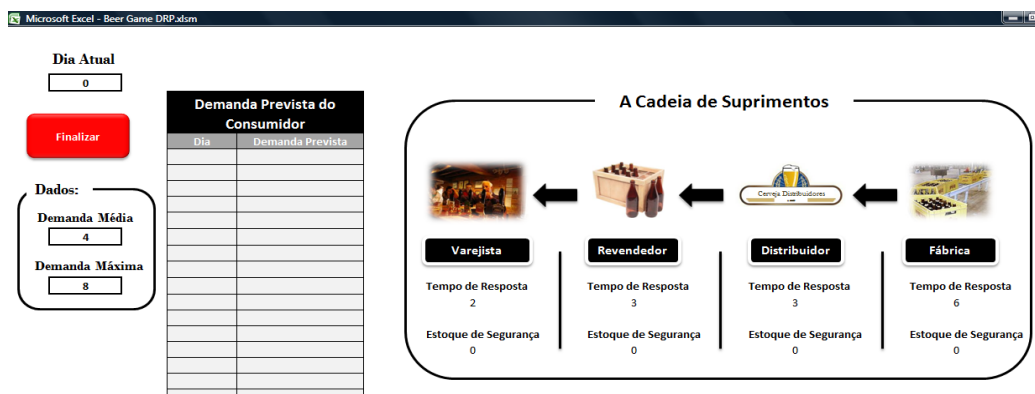 Microsoft Excel - Beer Game DRP.xlsm
Dia Atual
0
Finalizar
Dados:
Demanda Média
4
Demanda Máxima
8
Demanda Prevista do
Consumidor
Dia Demanda Prevista
A Cadeia de Suprimentos
Cerveja Distribuidores
Varejista Revendedor Distribuidor Fábrica
Tempo de Resposta Tempo de Resposta Tempo de Resposta Tempo de Resposta
2 3 3 6
Estoque de Segurança Estoque de Segurança Estoque de Segurança Estoque de Segurança
0 0 0 0